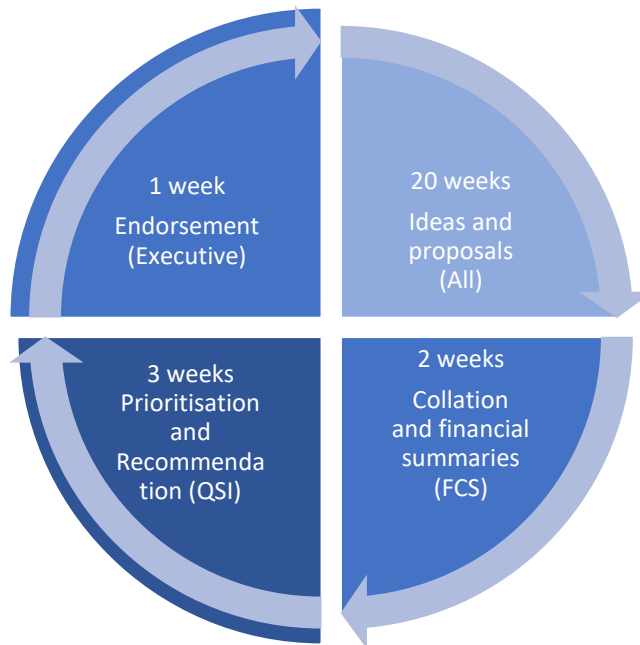 1 week
Endorsement
(Executive)
20 weeks
Ideas and
proposals
(All)
3 weeks
Prioritisation
and
Recommenda
tion (QSI)
2 weeks
Collation
and financial
summaries
(FCS)